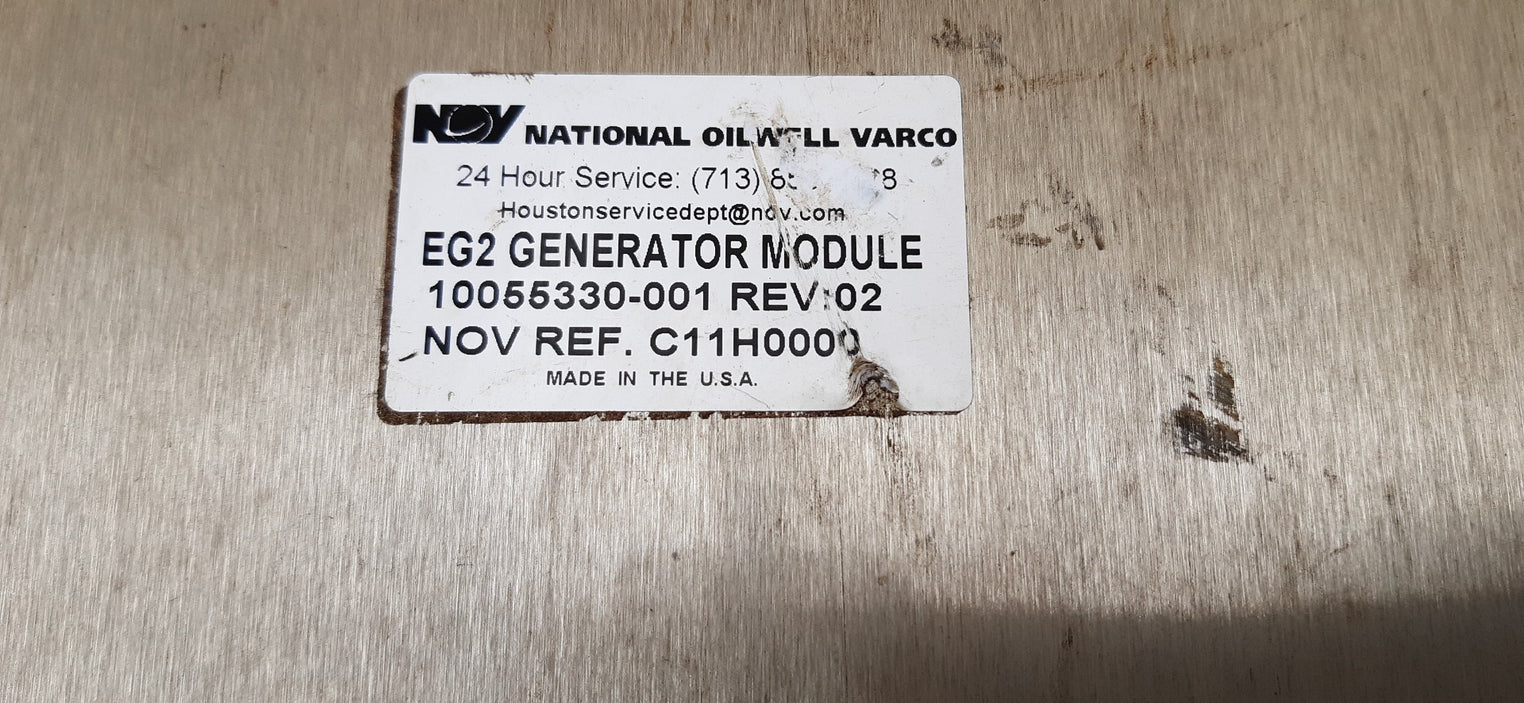 NOV NATIONAL OILWELL VARCO
24 Hour Service: (713)
Houstonservicedept@nov.com
EG2 GENERATOR MODULE
10055330-001 REV:02
NOV REF. C11H0000
MADE IN THE U.S.A.